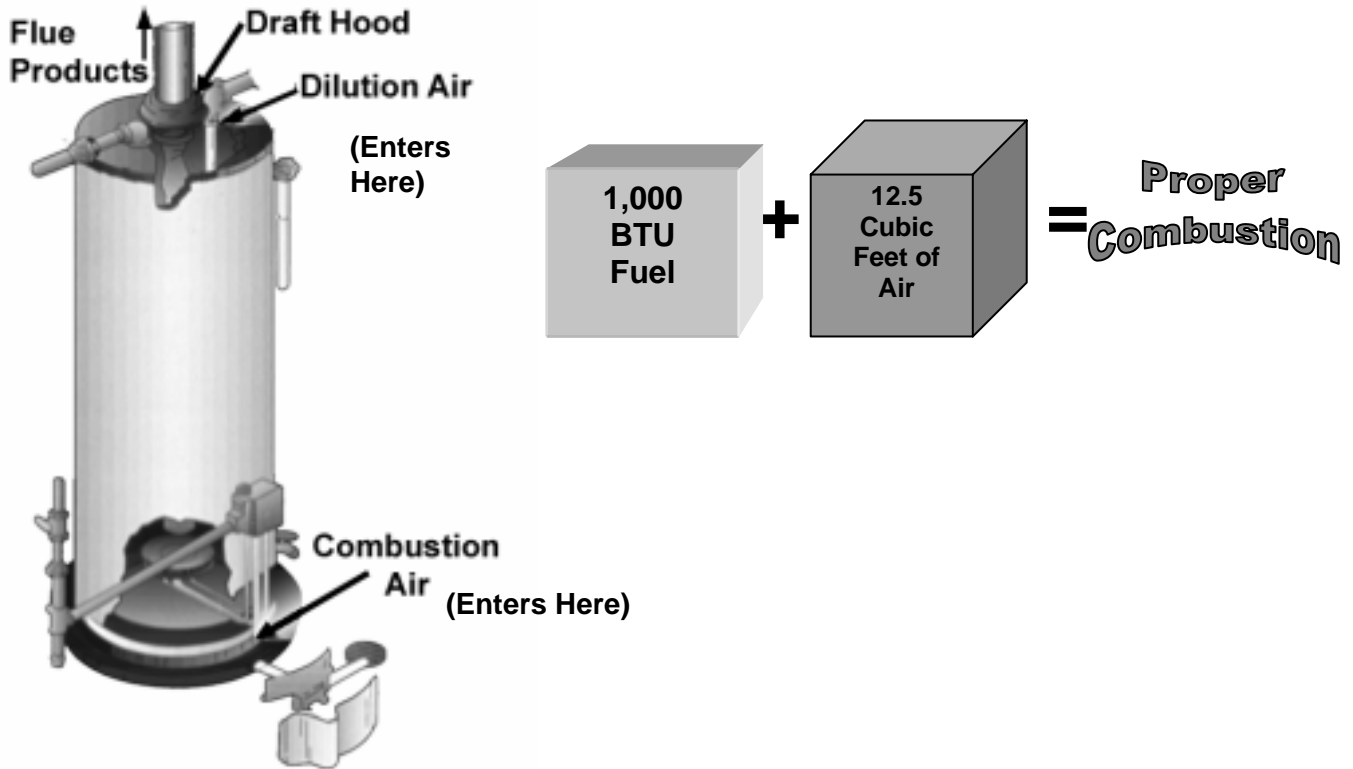 Flue
Products
Draft Hood
Dilution Air
(Enters
Here)
1,000
BTU
Fuel
+
12.5
Cubic
Feet of
Air
=
Proper
Combustion
Combustion
Air
(Enters Here)